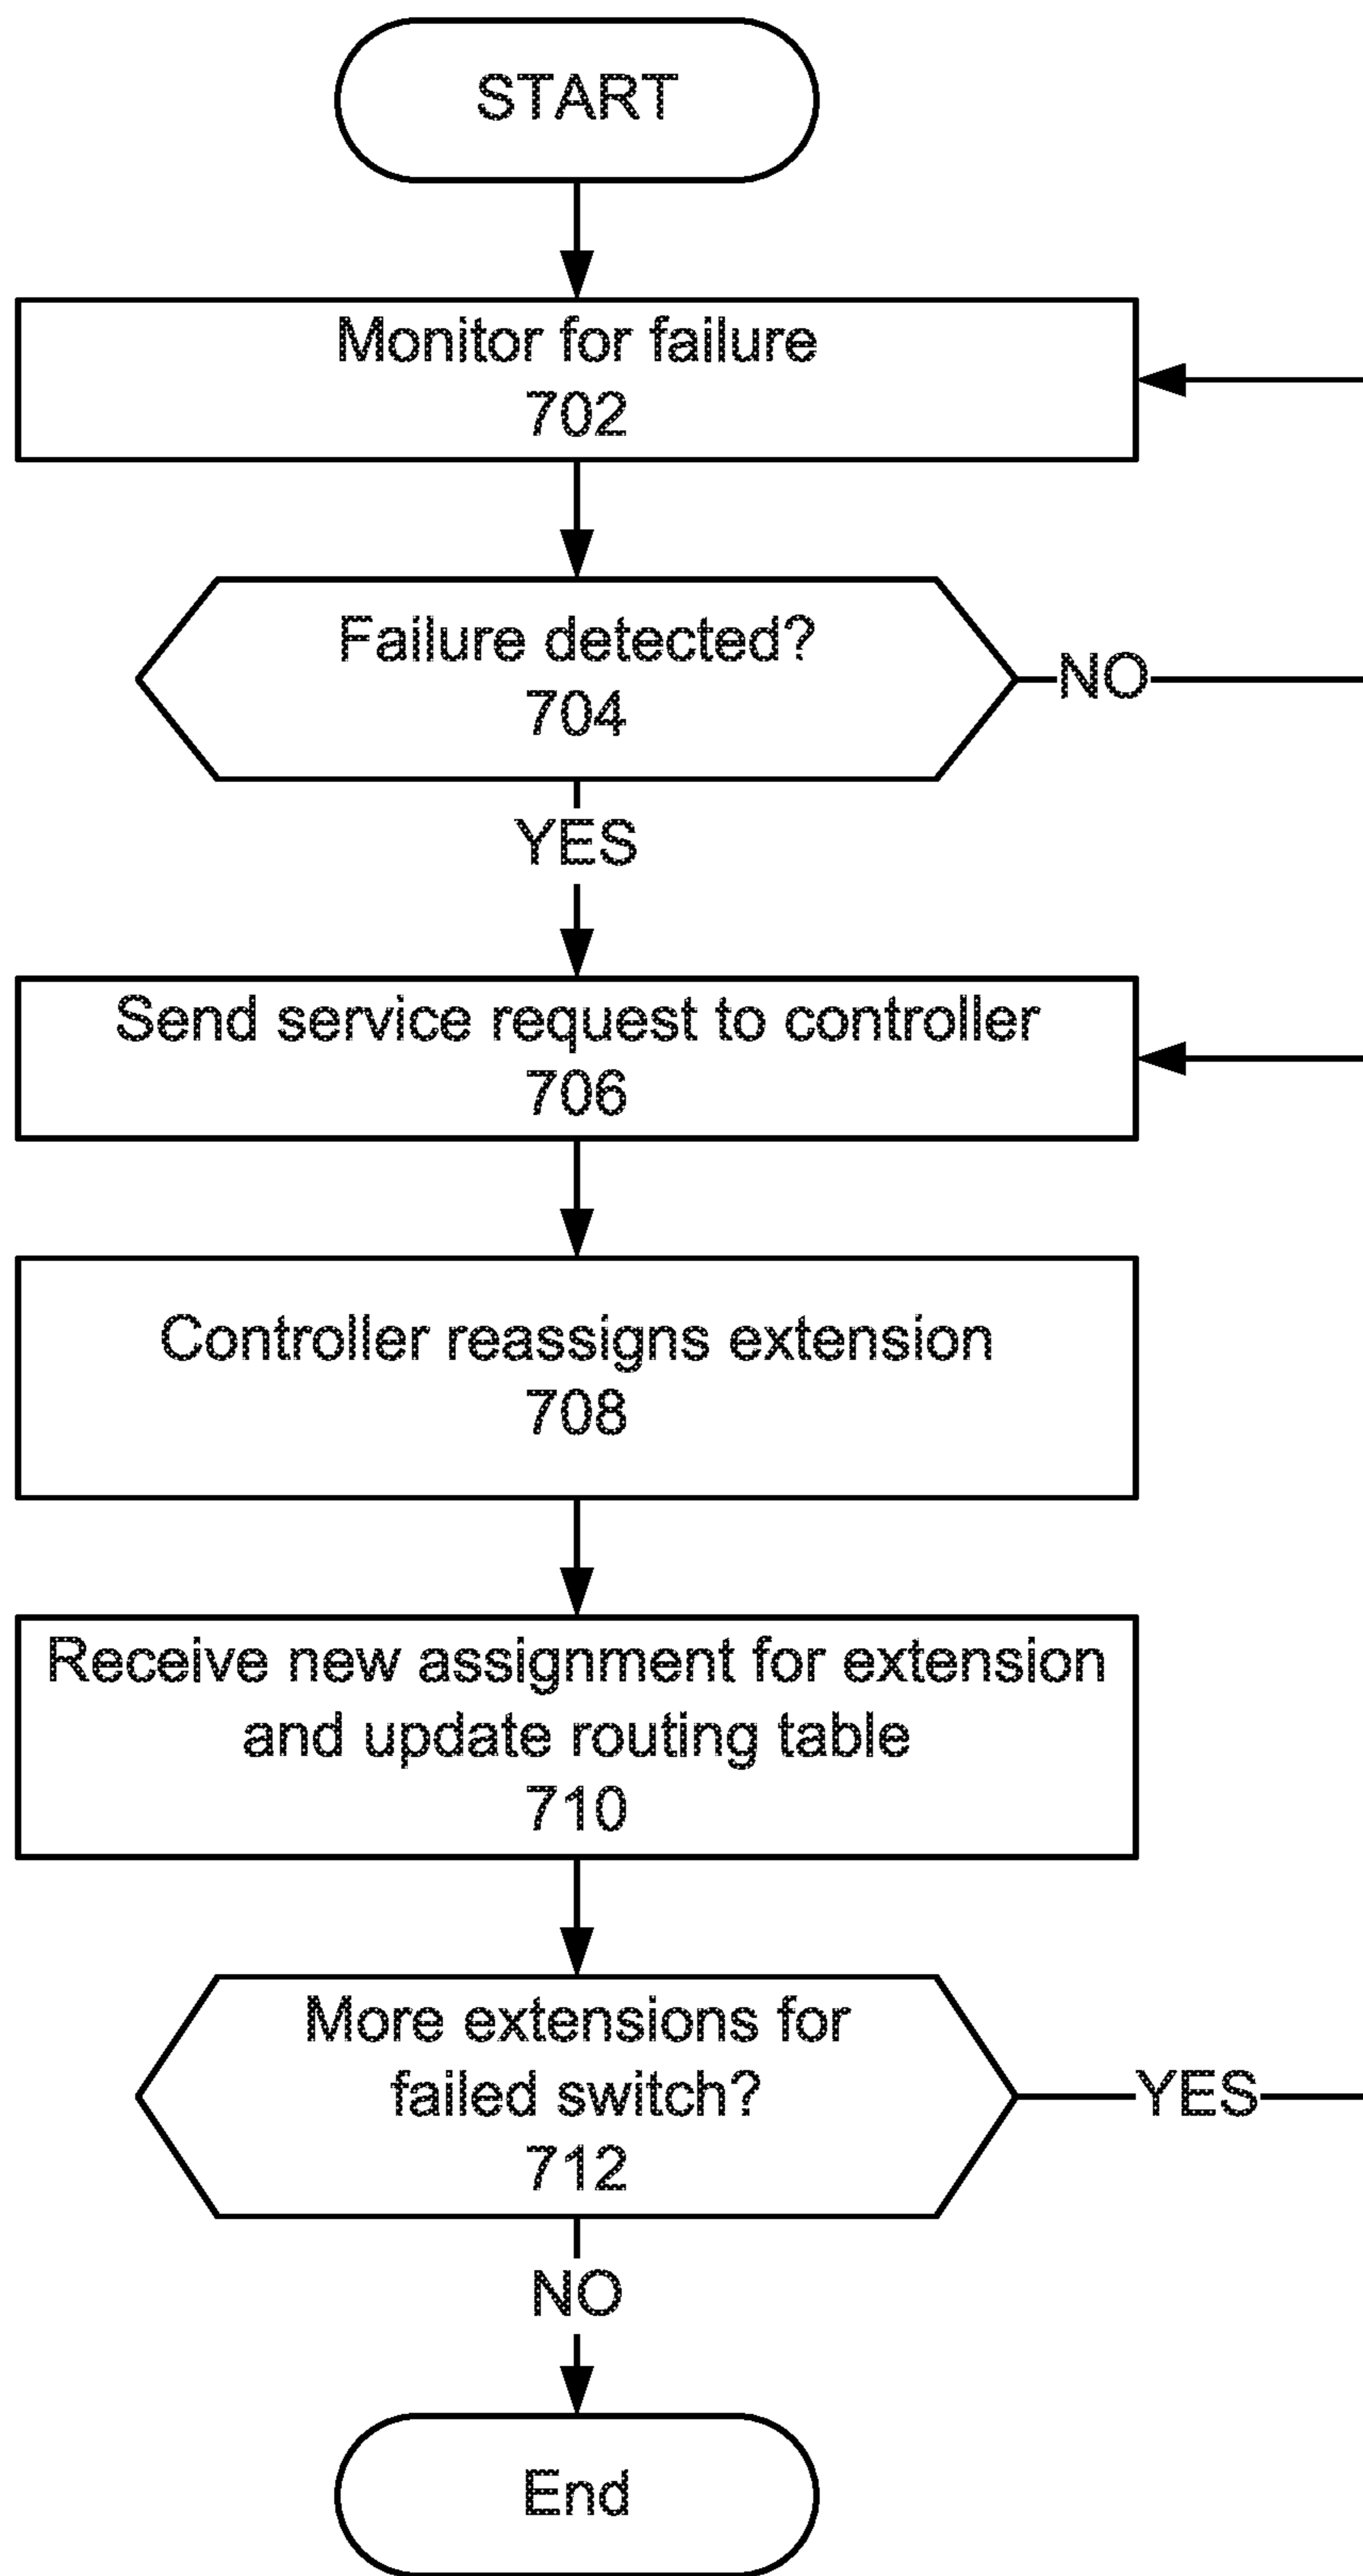 START
Monitor for failure
702
Failure detected?
704
NO
YES
Send service request to controller
706
Controller reassigns extension
708
Receive new assignment for extension
and update routing table
710
More extensions for
failed switch?
712
YES
NO
End